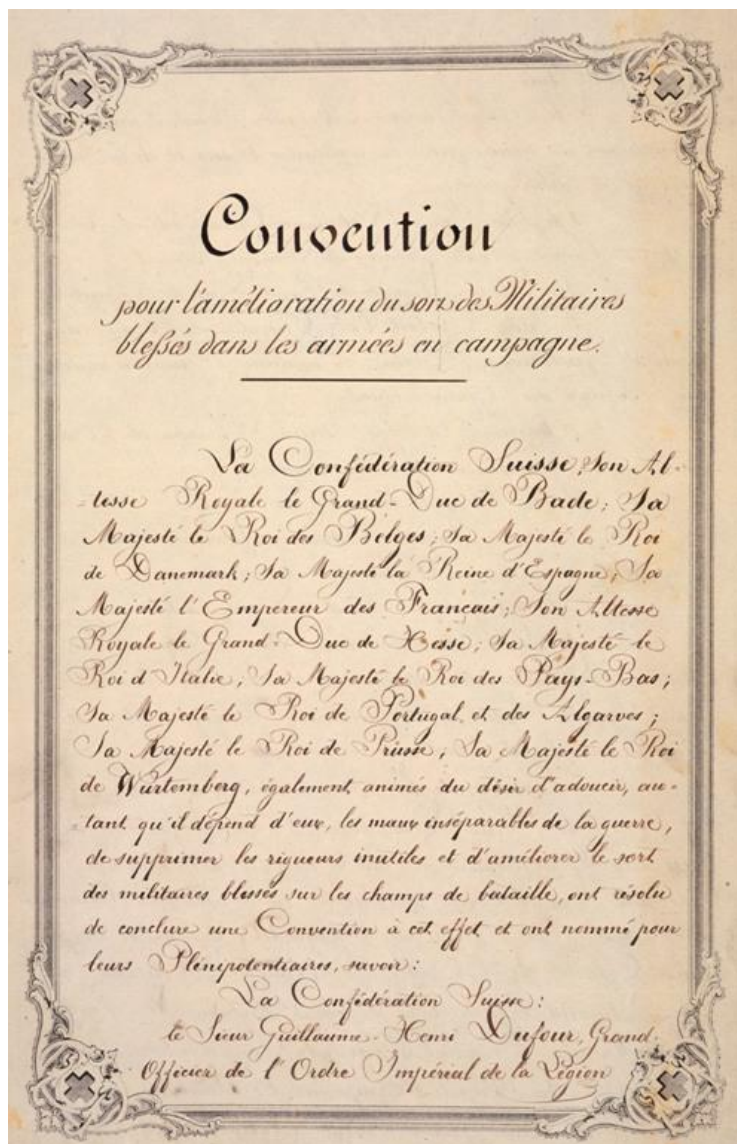 Convention
pour l'amélioration du sort des Militaires
blessés dans les armées en campagne.
La Confédération Suisse, Son Al-
-tesse Royale le Grand-Duc de Bade; Sa
Majesté le Roi des Belges; Sa Majesté le Roi
de Danemark; Sa Majesté la Reine d'Espagne; Sa
Majesté l'Empereur des Français; Son Altesse
Royale le Grand-Duc de Hesse; Sa Majesté le
Roi d'Italie; Sa Majesté le Roi des Pays-Bas;
Sa Majesté le Roi de Portugal et des Algarves;
Sa Majesté le Roi de Prusse; Sa Majesté le Roi
de Würtemberg, également animés du désir d'adoucir, au-
-tant qu'il dépend d'eux, les maux inséparables de la guerre,
de supprimer les rigueurs inutiles et d'améliorer le sort
des militaires blessés sur les champs de bataille, ont résolu
de conclure une Convention à cet effet et ont nommé pour
leurs Plénipotentiaires, savoir:
La Confédération Suisse:
le Sieur Guillaume-Henri Dufour, Grand-
Officier de l'Ordre Impérial de la Légion